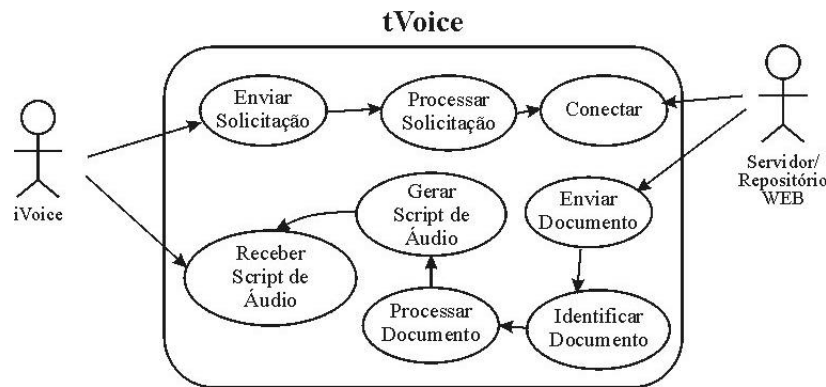 tVoice
Enviar
Solicitação
Processar
Solicitação
Conectar
iVoice
Servidor/
Repositório
WEB
Gerar
Script de
Áudio
Enviar
Documento
Receber
Script de
Áudio
Processar
Documento
Identificar
Documento